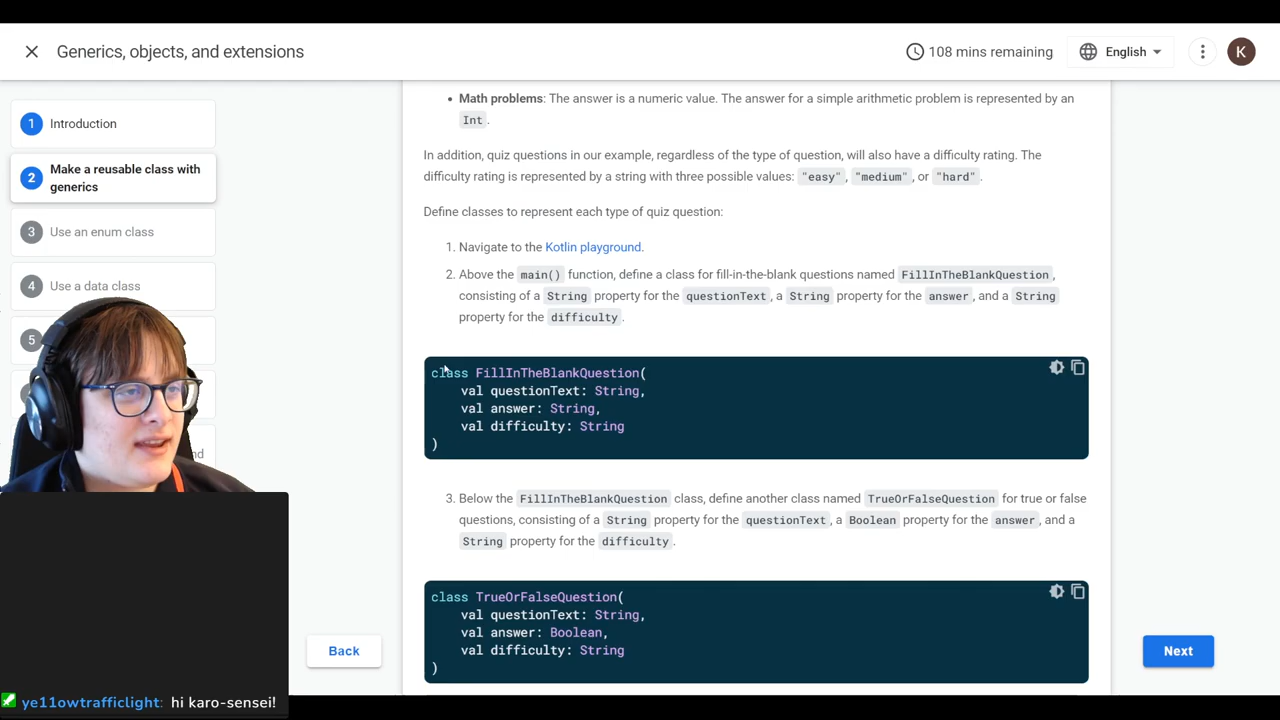 Generics, objects, and extensions
108 mins remaining
English
K
1 Introduction
2 Make a reusable class with
generics
3 Use an enum class
4 Use a data class
5
nd
Math problems: The answer is a numeric value. The answer for a simple arithmetic problem is represented by an
Int.
In addition, quiz questions in our example, regardless of the type of question, will also have a difficulty rating. The
difficulty rating is represented by a string with three possible values: "easy", "medium", or "hard".
Define classes to represent each type of quiz question:
1. Navigate to the Kotlin playground.
2. Above the main() function, define a class for fill-in-the-blank questions named FillInTheBlankQuestion,
consisting of a String property for the questionText, a String property for the answer, and a String
property for the difficulty.
class FillInTheBlankQuestion(
val questionText: String,
val answer: String,
val difficulty: String
)
3. Below the FillInTheBlankQuestion class, define another class named TrueOrFalseQuestion for true or false
questions, consisting of a String property for the questionText, a Boolean property for the answer, and a
String property for the difficulty.
class TrueOrFalseQuestion(
val questionText: String,
val answer: Boolean,
val difficulty: String
)
Back
Next
ye11owtrafficlight: hi karo-sensei!